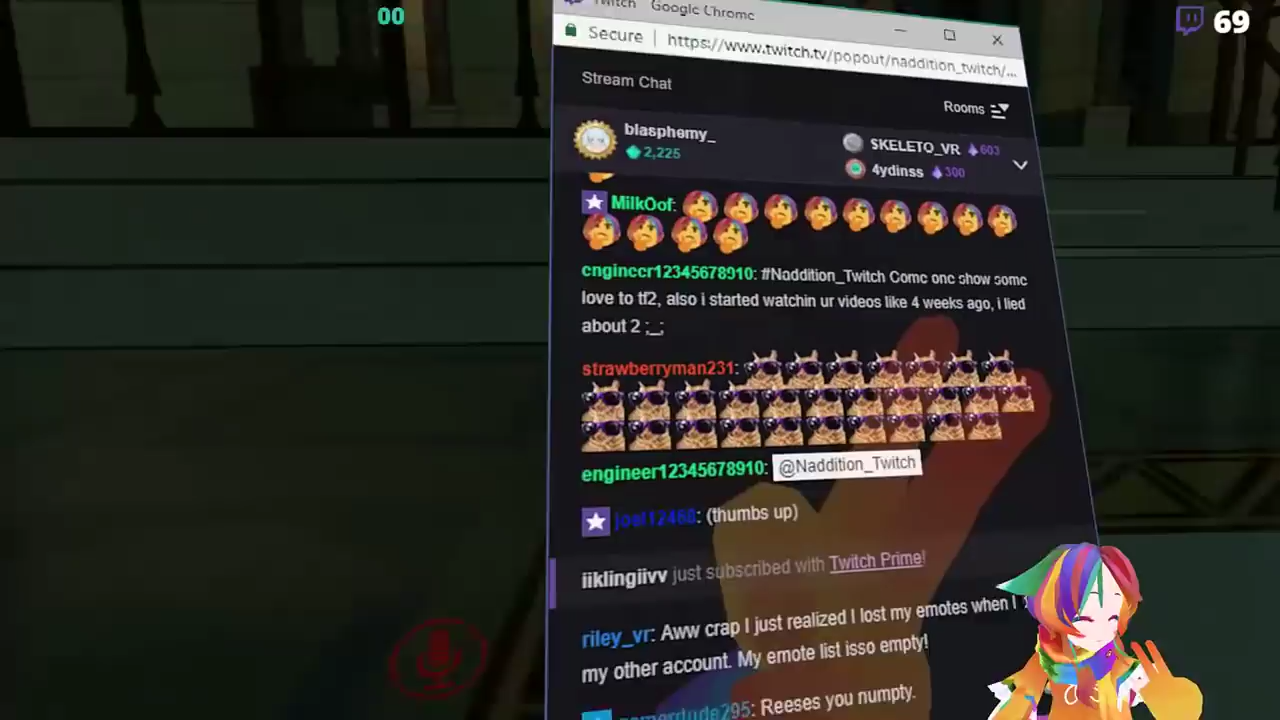 00
69
Twitch Google Chrome
Secure | https://www.twitch.tv/popout/naddition_twitch/...
Stream Chat
Rooms
blasphemy_
2,225
$KELETO_VR 603
4ydinss 300
MilkOof:
engineer12345678910: #Naddition_Twitch Come one show some
love to tf2, also i started watchin ur videos like 4 weeks ago, i lied
about 2 ;_;
strawberryman231:
engineer12345678910: @Naddition_Twitch
joel12460: (thumbs up)
iiklingiivv just subscribed with Twitch Prime!
riley_vr: Aww crap I just realized I lost my emotes when I
my other account. My emote list isso empty!
Reeses you numpty.